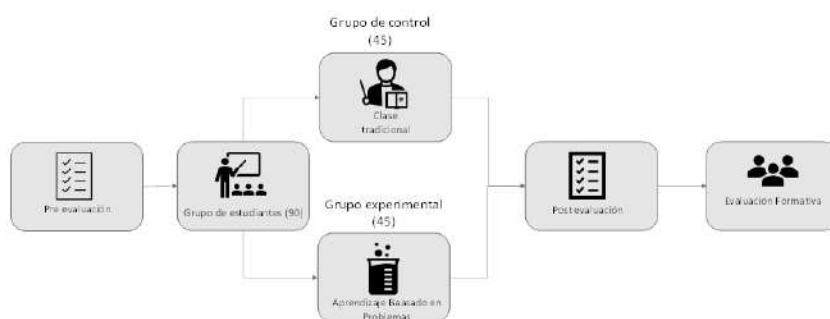 Grupo de control
(45)
Clase
tradicional
Pre evaluación
Grupo de estudiantes (90)
Grupo experimental
(45)
Aprendizaje Baasado en
Problemas
Post evaluación
Evaluación Formativa